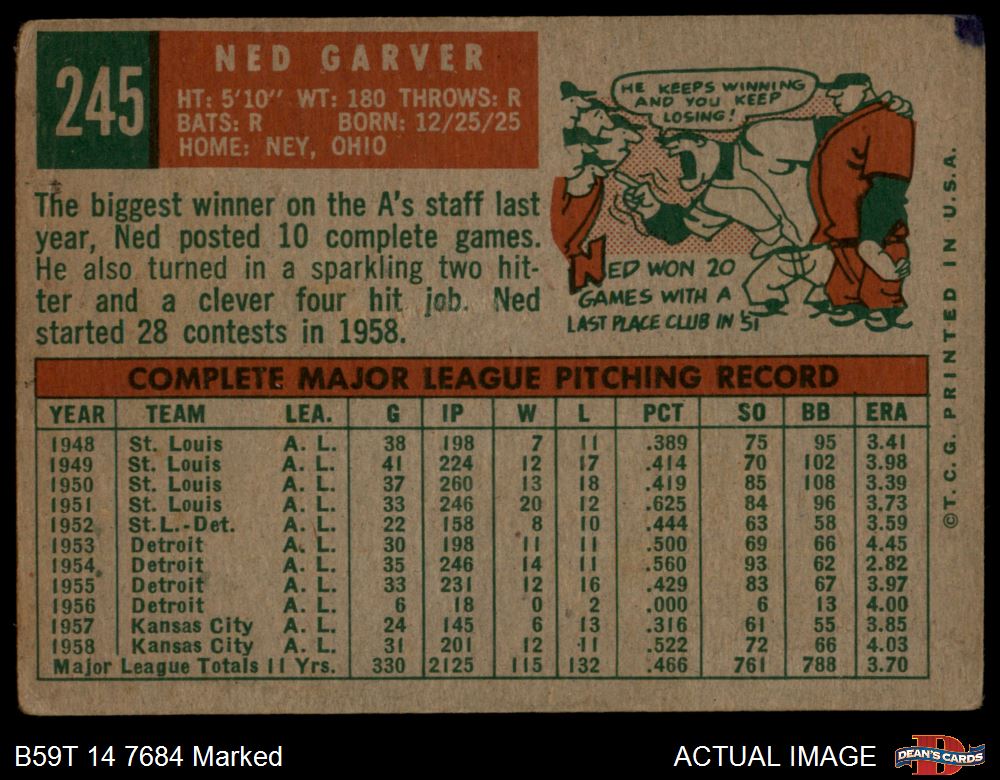 245
NED GARVER
HT: 5'10" WT: 180 THROWS: R
BATS: R BORN: 12/25/25
HOME: NEY, OHIO
The biggest winner on the A's staff last
year, Ned posted 10 complete games.
He also turned in a sparkling two hit-
ter and a clever four hit job. Ned
started 28 contests in 1958.
HE KEEPS WINNING
AND YOU KEEP
LOSING!
NED WON 20
GAMES WITH A
LAST PLACE CLUB IN '51
COMPLETE MAJOR LEAGUE PITCHING RECORD
YEAR TEAM LEA. G IP W L PCT SO BB ERA
1948 St. Louis A. L. 38 198 7 11 .389 75 95 3.41
1949 St. Louis A. L. 41 224 12 17 .414 70 102 3.98
1950 St. Louis A. L. 37 260 13 18 .419 85 108 3.39
1951 St. Louis A. L. 33 246 20 12 .625 84 96 3.73
1952 St.L.-Det. A. L. 22 158 8 10 .444 63 58 3.59
1953 Detroit A. L. 30 198 11 11 .500 69 66 4.45
1954 Detroit A. L. 35 246 14 11 .560 93 62 2.82
1955 Detroit A. L. 33 231 12 16 .429 83 67 3.97
1956 Detroit A. L. 6 18 0 2 .000 6 13 4.00
1957 Kansas City A. L. 24 145 6 13 .316 61 55 3.85
1958 Kansas City A. L. 31 201 12 11 .522 72 66 4.03
Major League Totals 11 Yrs. 330 2125 115 132 .466 761 788 3.70
©T. C. G. PRINTED IN U.S.A.
B59T 14 7684 Marked
ACTUAL IMAGE
DEAN'S CARDS